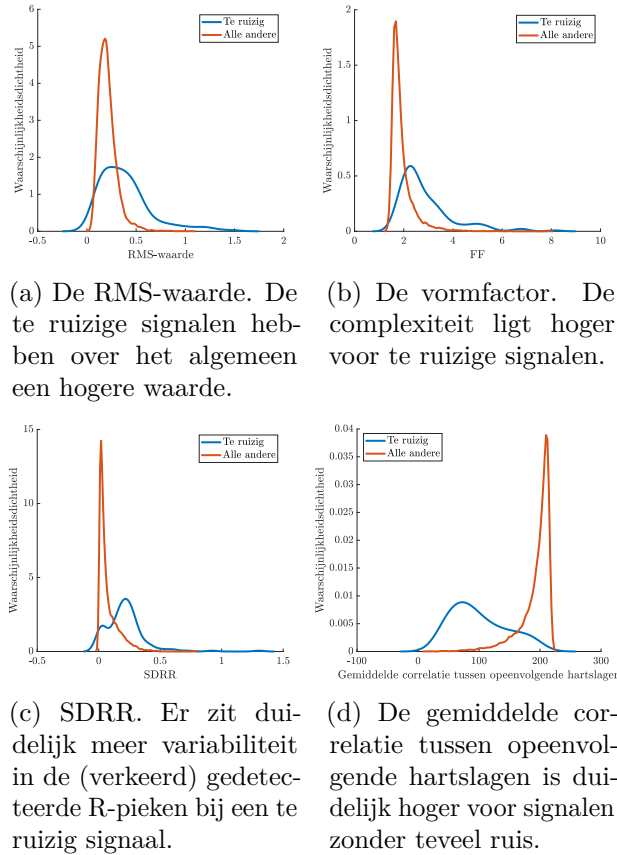 6
5
4
3
2
1
0
-0.5
0
0.5
1
1.5
2
RMS-waarde
Waarschijnlijkheidsdichtheid
Te ruizig
Alle andere
2
1.5
1
0.5
0
0
2
4
6
8
10
FF
Waarschijnlijkheidsdichtheid
Te ruizig
Alle andere
(a) De RMS-waarde. De
te ruizige signalen heb-
ben over het algemeen
een hogere waarde.
(b) De vormfactor. De
complexiteit ligt hoger
voor te ruizige signalen.
15
10
5
0
-0.5
0
0.5
1
1.5
SDRR
Waarschijnlijkheidsdichtheid
Te ruizig
Alle andere
0.04
0.035
0.03
0.025
0.02
0.015
0.01
0.005
0
-100
0
100
200
300
Gemiddelde correlatie tussen opeenvolgende hartslagen
Waarschijnlijkheidsdichtheid
Te ruizig
Alle andere
(c) SDRR. Er zit dui-
delijk meer variabiliteit
in de (verkeerd) gedetec-
teerde R-pieken bij een te
ruizig signaal.
(d) De gemiddelde cor-
relatie tussen opeenvol-
gende hartslagen is dui-
delijk hoger voor signalen
zonder teveel ruis.